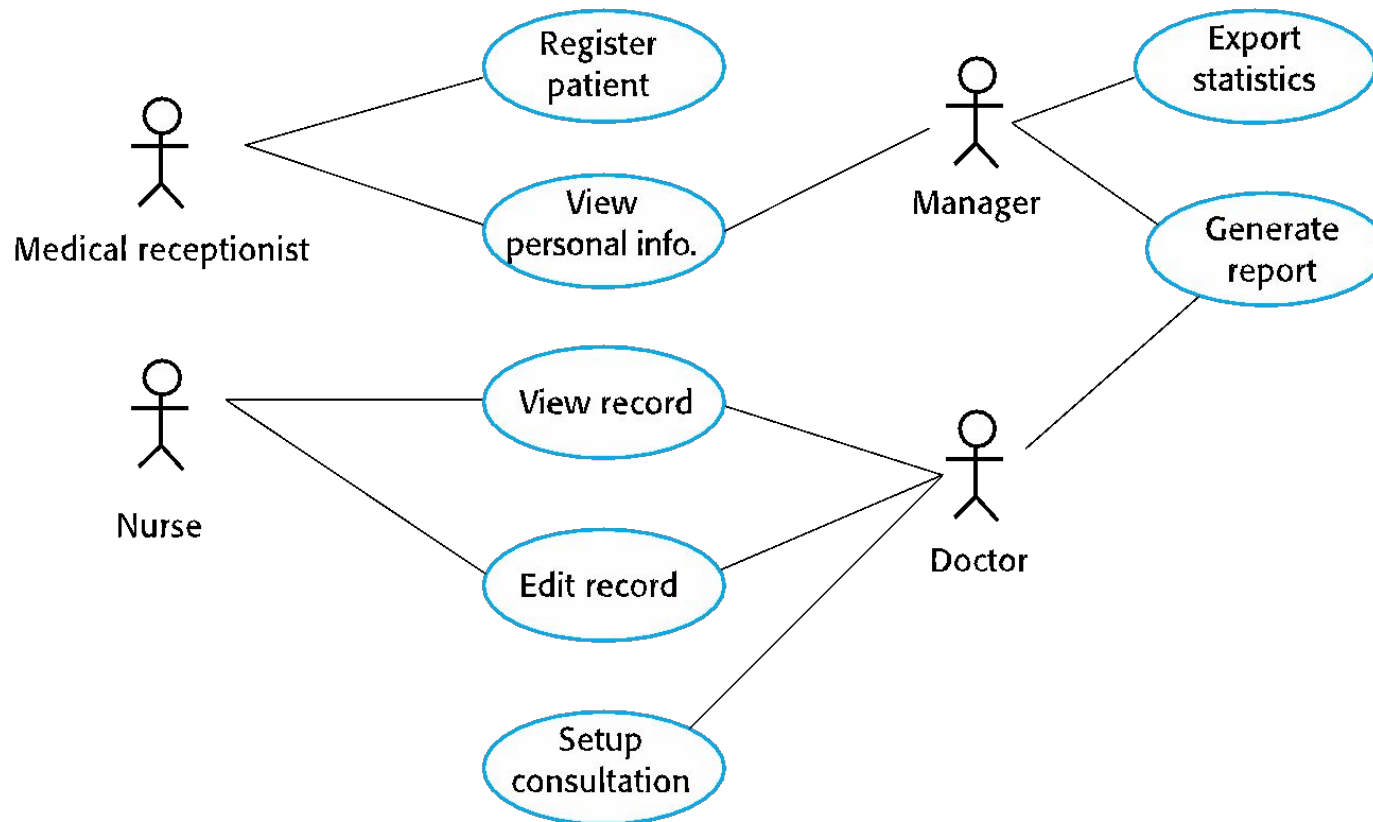 Register
patient
Export
statistics
Medical receptionist
View
personal info.
Manager
Generate
report
Nurse
View record
Edit record
Doctor
Setup
consultation